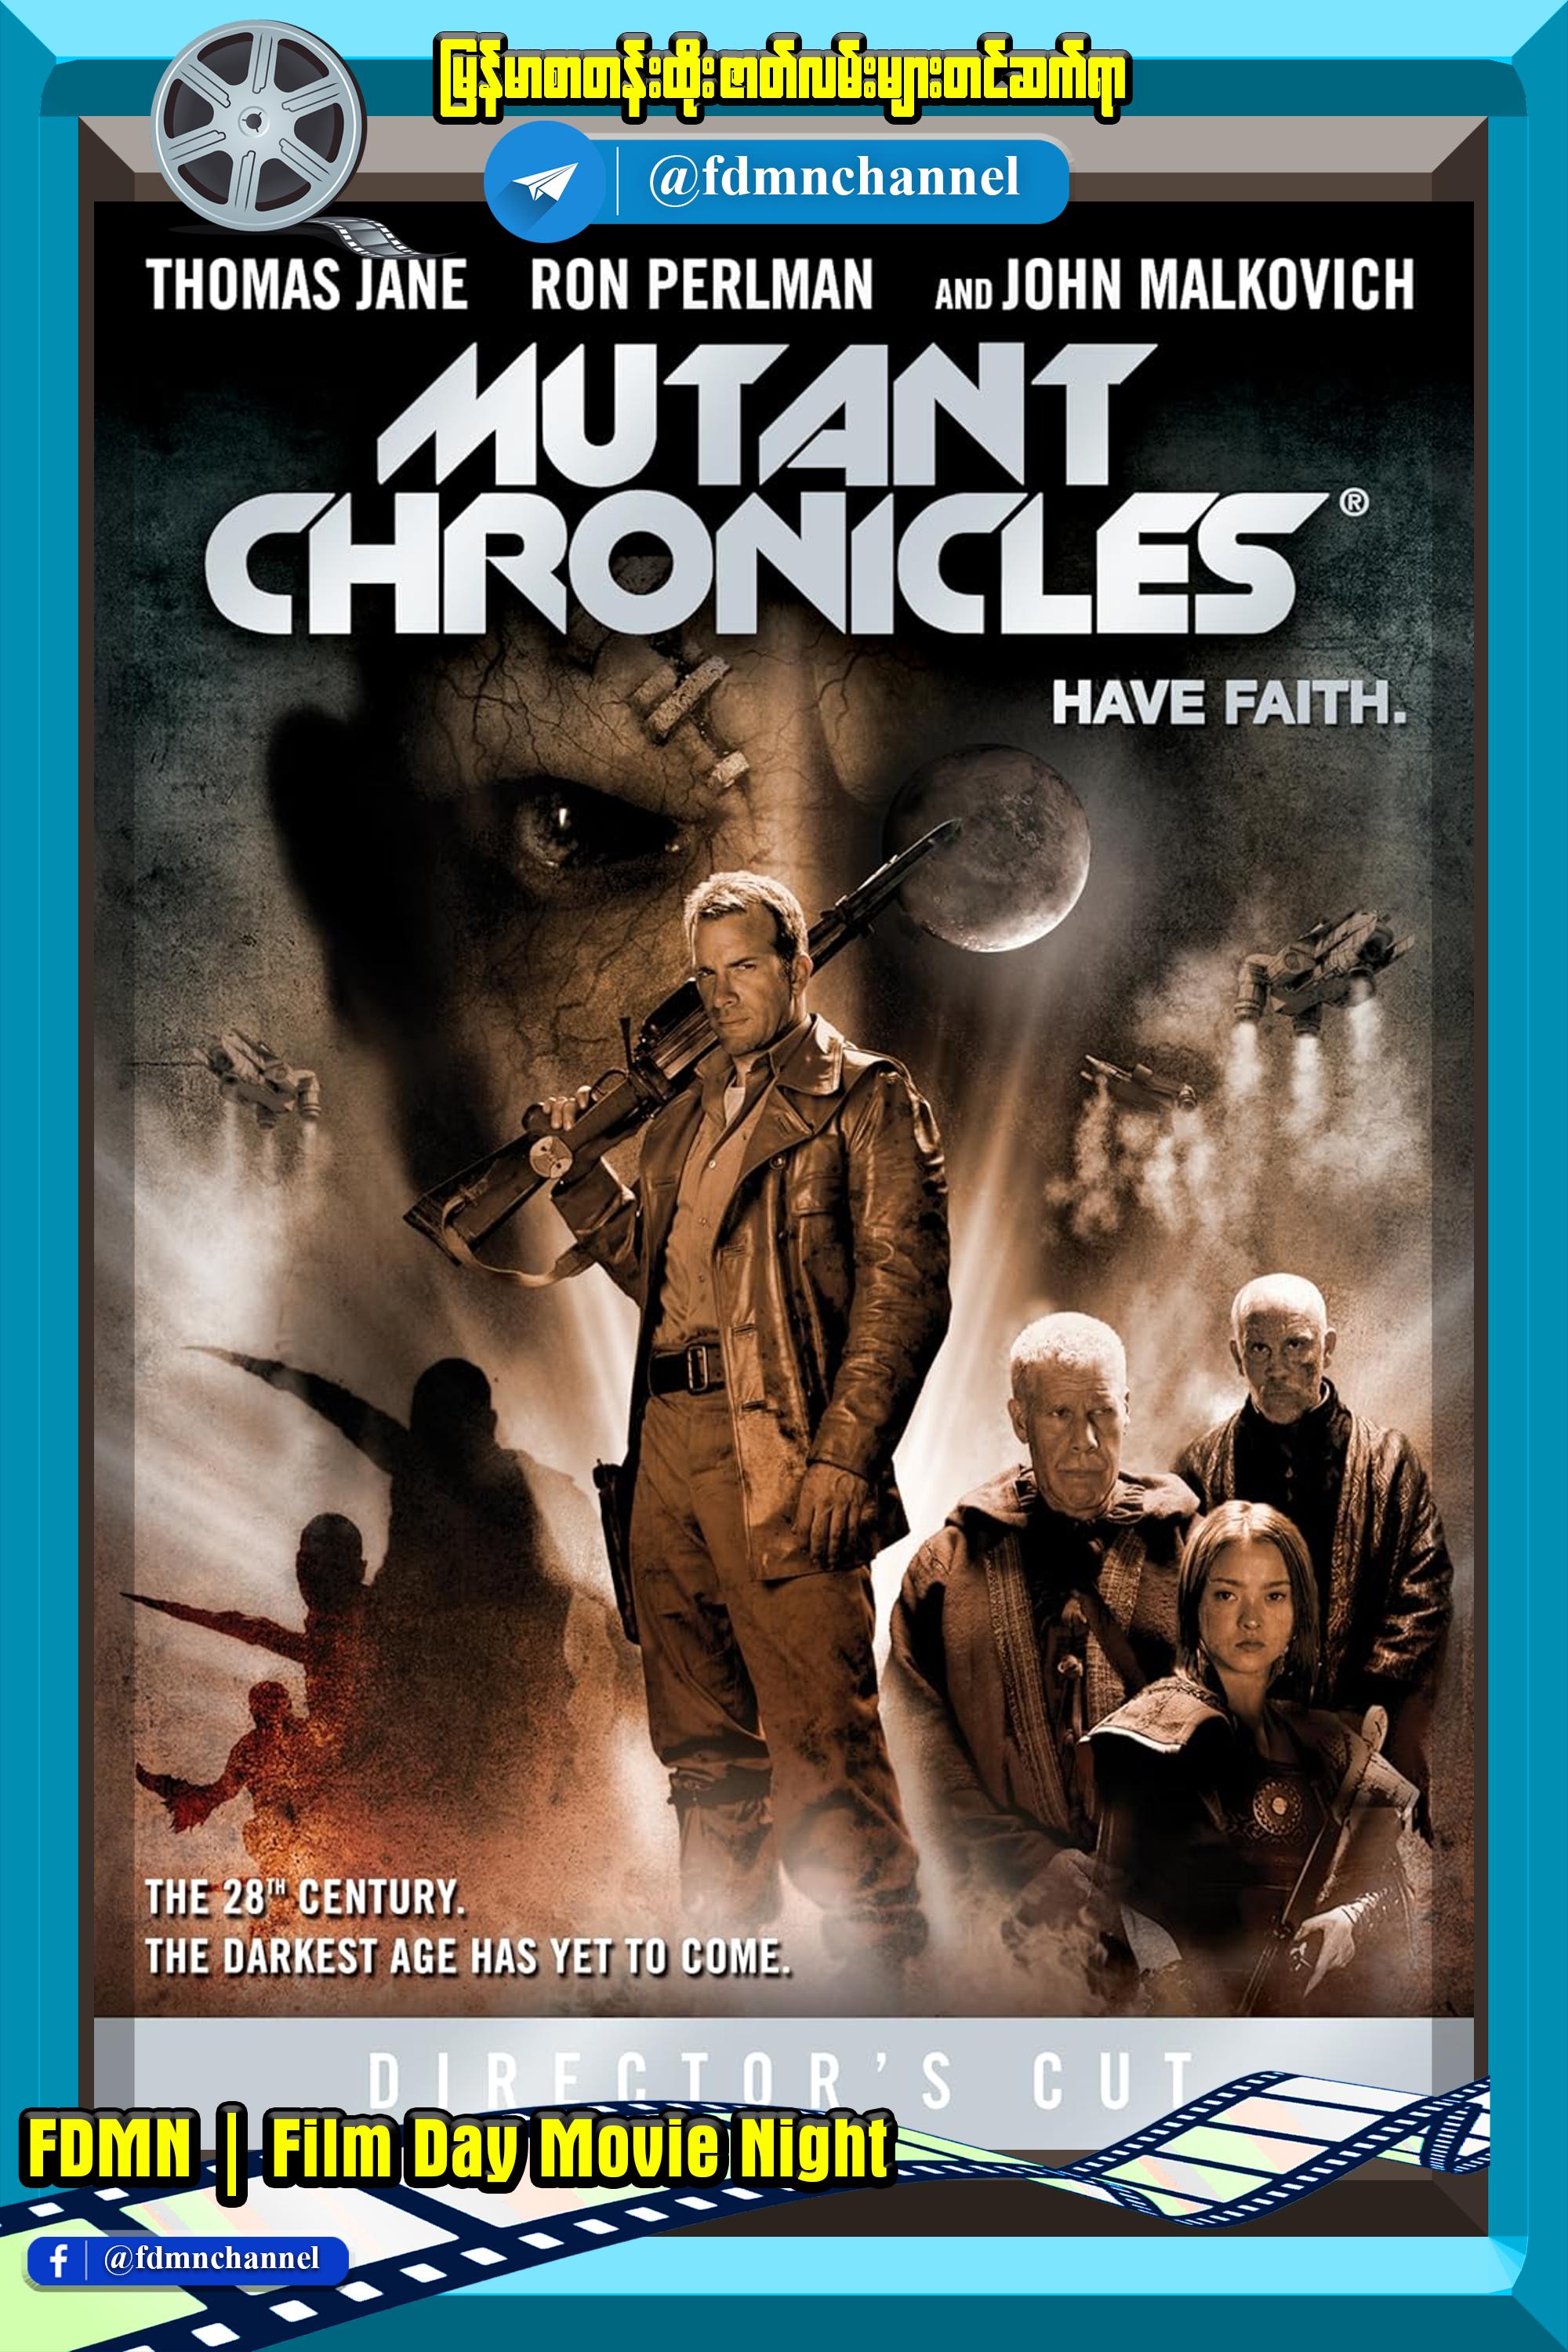 မြန်မာစာတန်းထိုး ဇာတ်လမ်းများတင်ဆက်ရာ
@fdmnchannel
THOMAS JANE RON PERLMAN AND JOHN MALKOVICH
MUTANT
CHRONICLES®
HAVE FAITH.
THE 28TH CENTURY.
THE DARKEST AGE HAS YET TO COME.
DIRECTOR'S CUT
FDMN | Film Day Movie Night
f @fdmnchannel